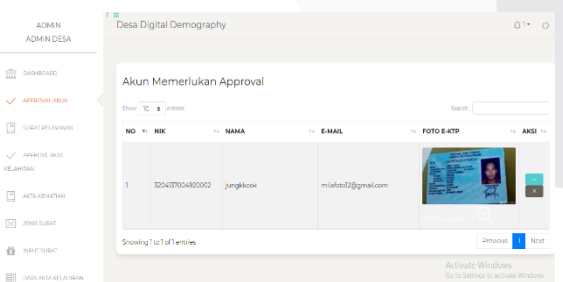 ADMIN
ADMIN DESA
DASHBOARD
APPROVAL AKUN
SURAT PELAYANAN
APPROVE AKTA
KELAHIRAN
AKTA KEMATIAN
JENIS SURAT
INPUT SURAT
DATA AKTA KELAHIRAN
1
Desa Digital Demography
1
Akun Memerlukan Approval
Show 10 entries
Search:
NO NIK NAMA E-MAIL FOTO E-KTP AKSI
1 3204137004920002 jungkkook milafoto12@gmail.com
Showing 1 to 1 of 1 entries
Previous 1 Next
Activate Windows
Go to Settings to activate Windows.